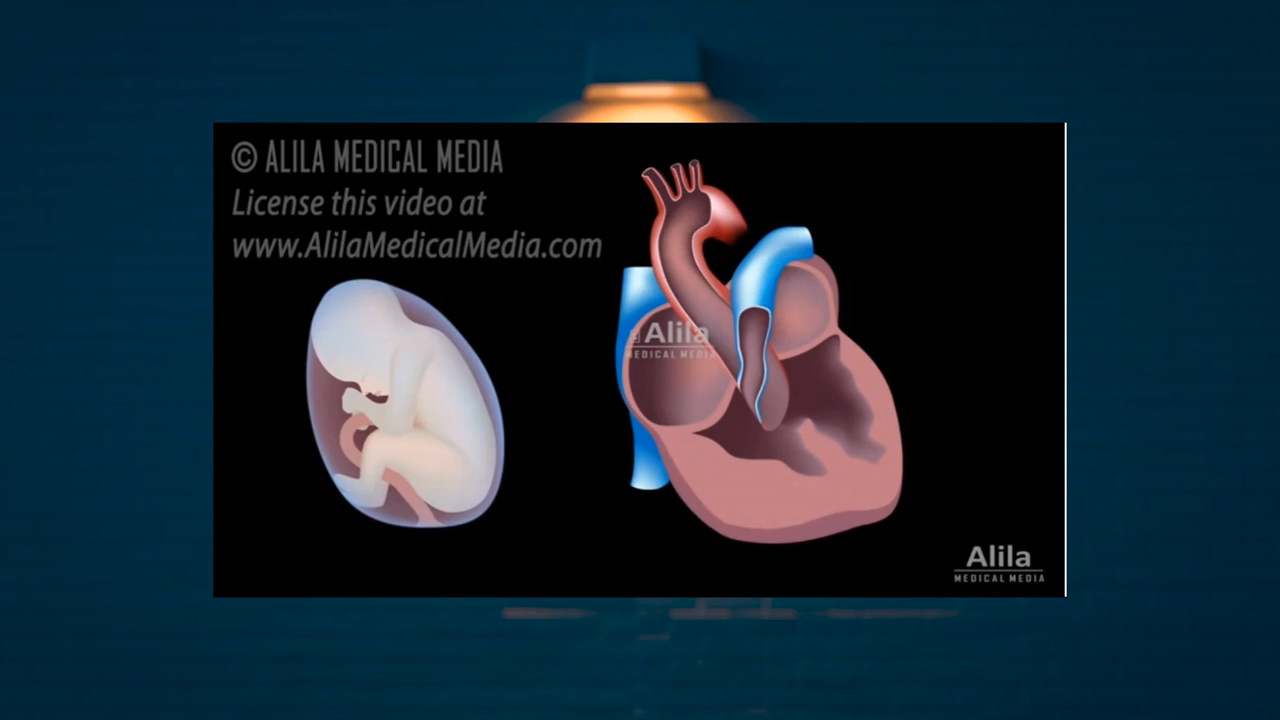 © ALILA MEDICAL MEDIA
License this video at
www.AlilaMedicalMedia.com
Alila
MEDICAL MEDIA
Alila
MEDICAL MEDIA